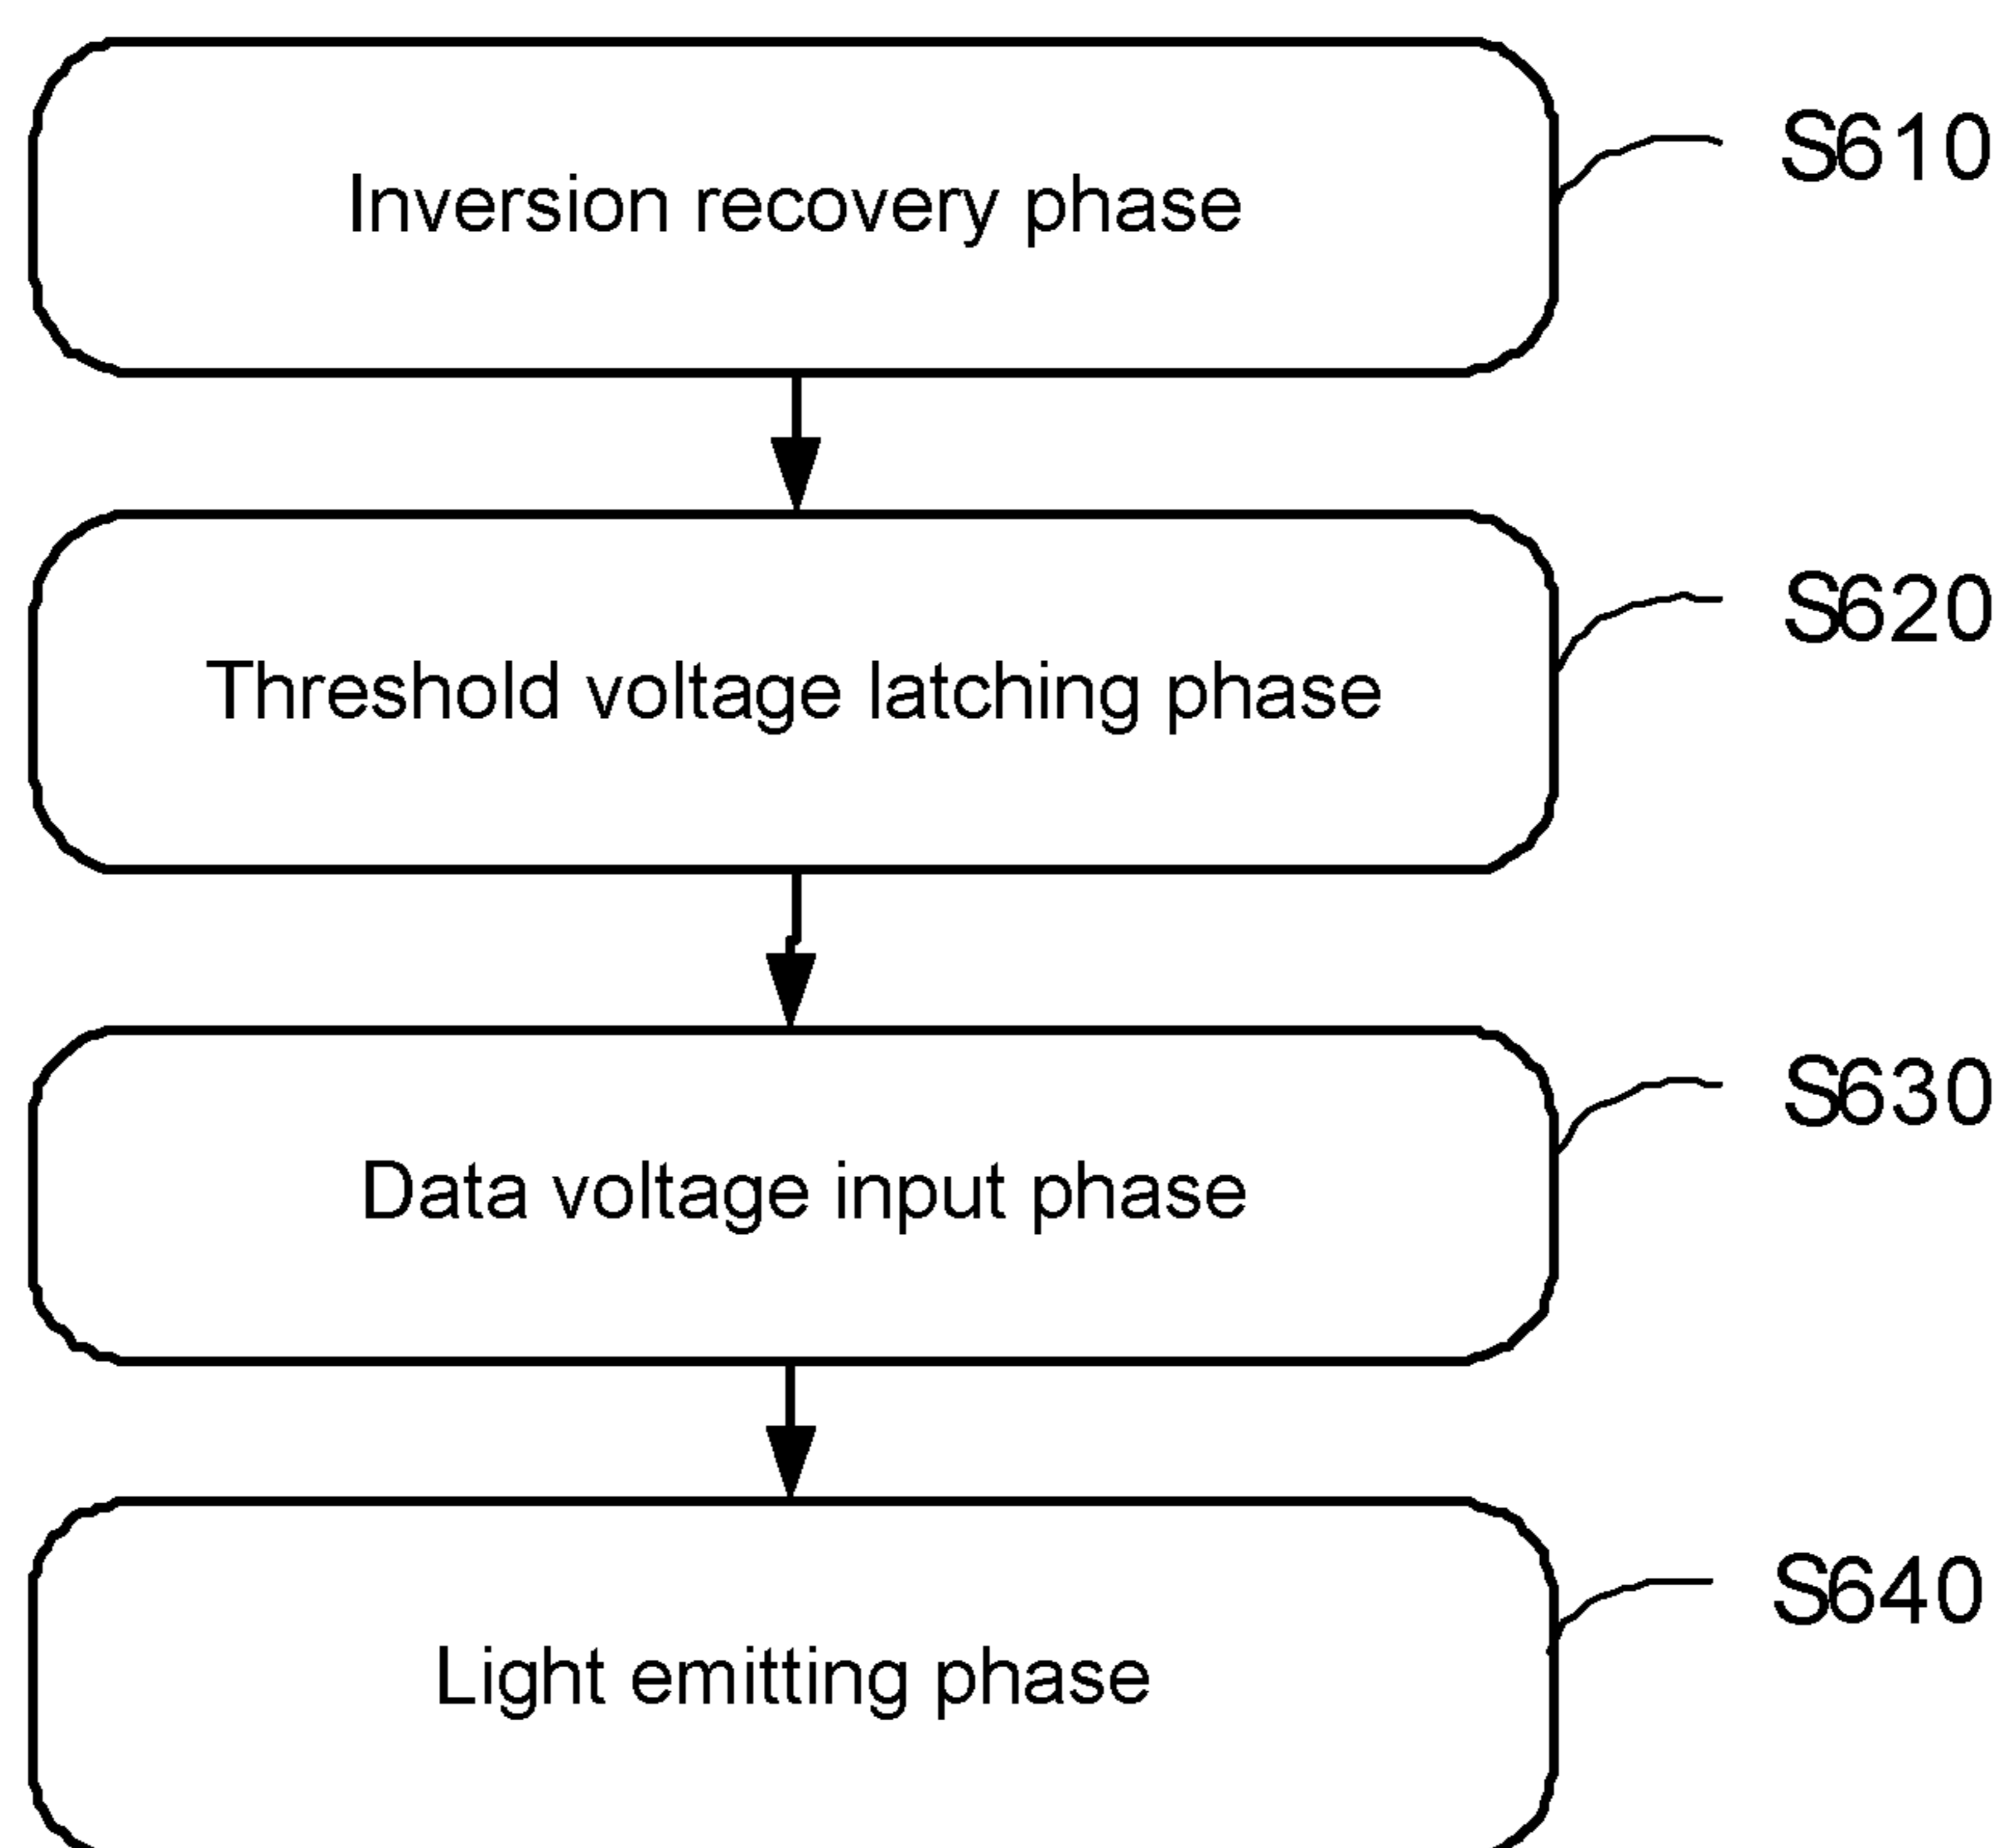 Inversion recovery phase
S610
Threshold voltage latching phase
S620
Data voltage input phase
S630
Light emitting phase
S640